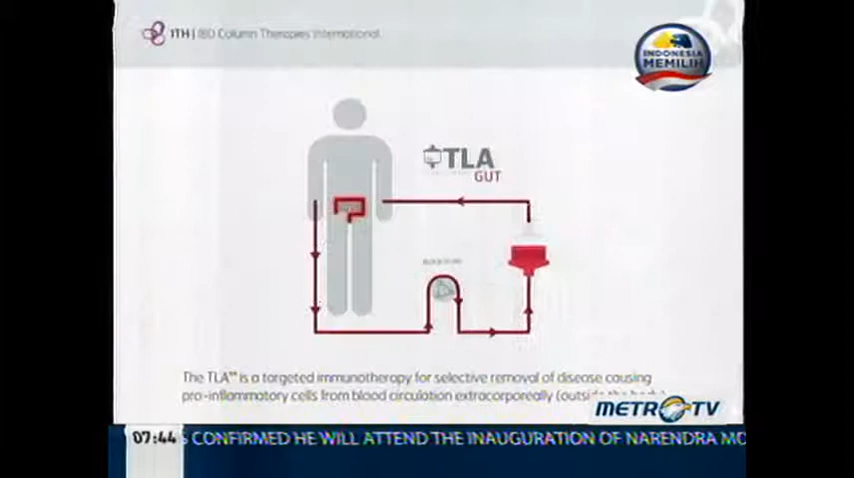 ITH | IBD Column Therapies International
INDONESIA
MEMILIH
TLA
GUT
The TLA™ is a targeted immunotherapy for selective removal of disease causing
pro-inflammatory cells from blood circulation extracorporeally (outside the
METRO TV
07:44
CONFIRMED HE WILL ATTEND THE INAUGURATION OF NARENDRA MO